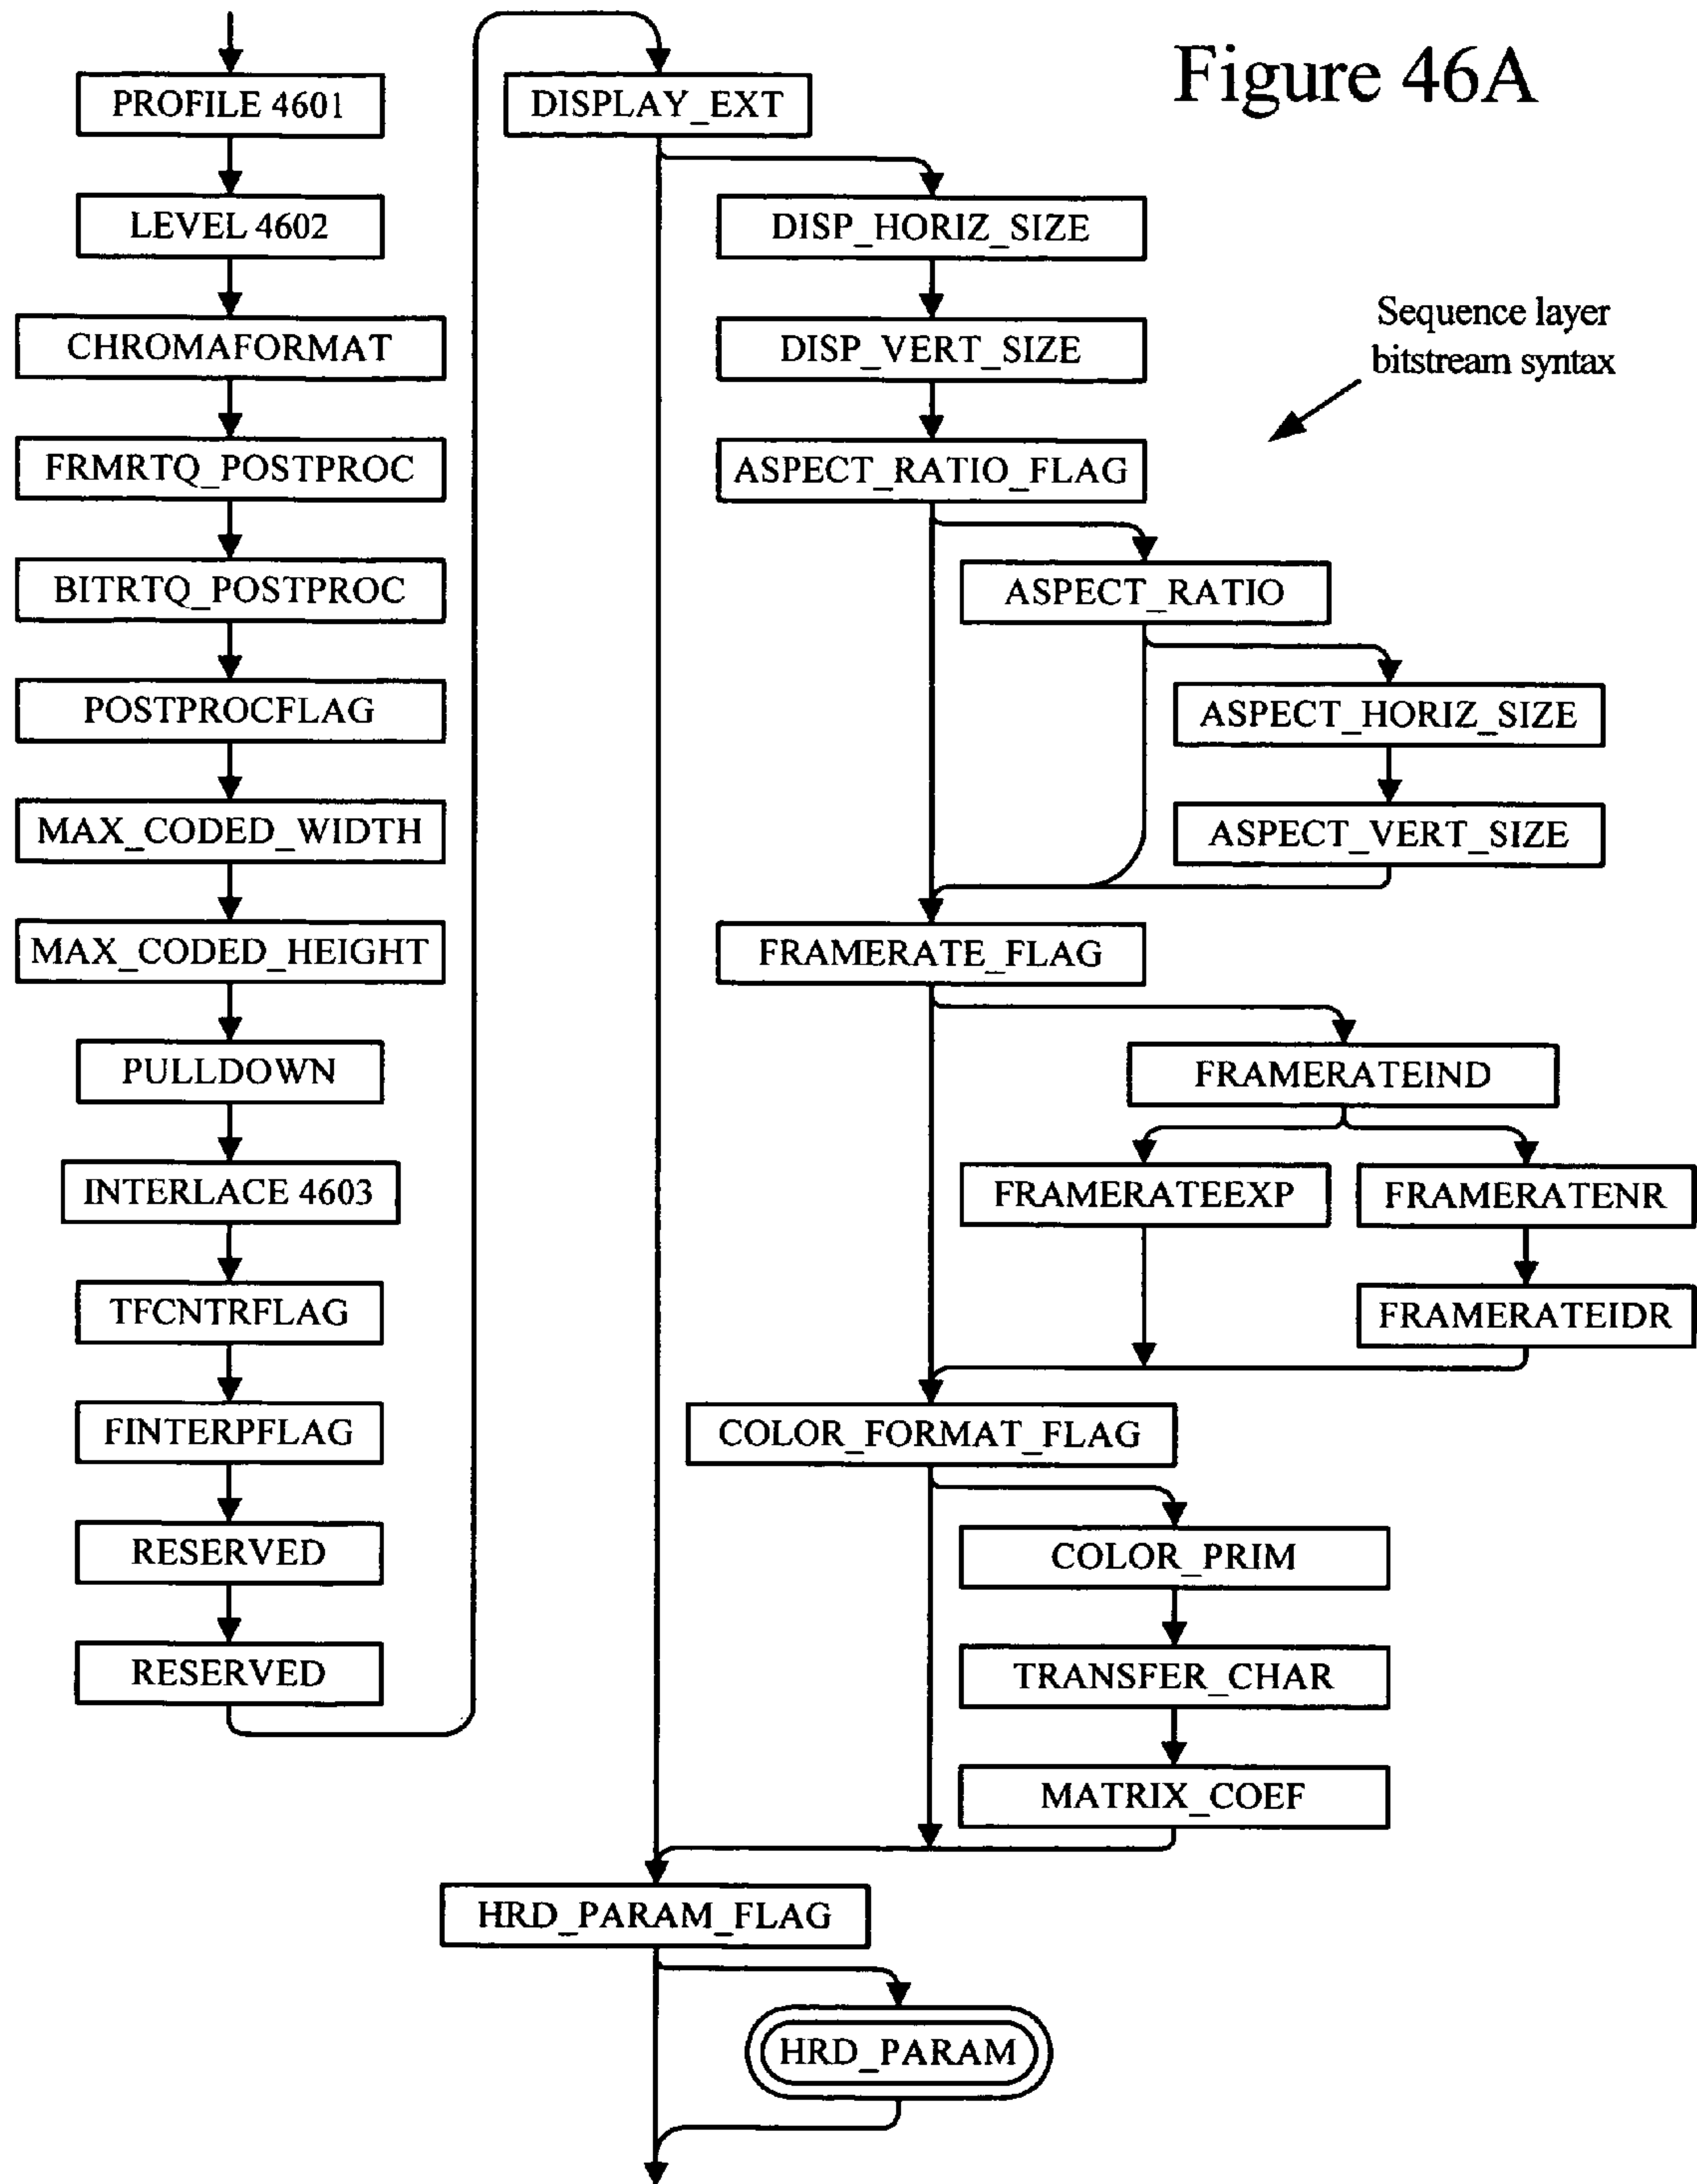 Figure 46A
PROFILE 4601
LEVEL 4602
CHROMAFORMAT
FRMRTQ_POSTPROC
BITRTQ_POSTPROC
POSTPROCFLAG
MAX_CODED_WIDTH
MAX_CODED_HEIGHT
PULLDOWN
INTERLACE 4603
TFCNTRFLAG
FINTERPFLAG
RESERVED
RESERVED
DISPLAY_EXT
DISP_HORIZ_SIZE
DISP_VERT_SIZE
ASPECT_RATIO_FLAG
Sequence layer
bitstream syntax
ASPECT_RATIO
ASPECT_HORIZ_SIZE
ASPECT_VERT_SIZE
FRAMERATE_FLAG
FRAMERATEIND
FRAMERATEEXP
FRAMERATENR
FRAMERATEIDR
COLOR_FORMAT_FLAG
COLOR_PRIM
TRANSFER_CHAR
MATRIX_COEF
HRD_PARAM_FLAG
HRD_PARAM